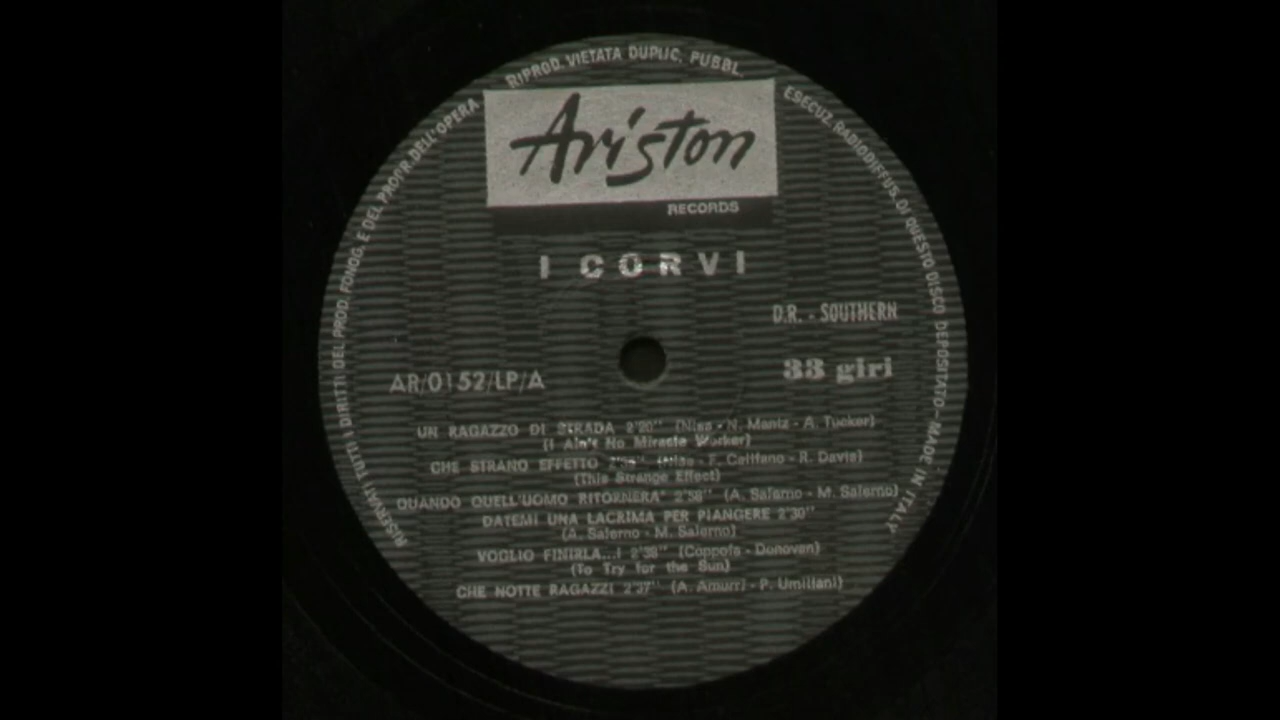 RISERVATI TUTTI I DIRITTI DEL PROD. FONOG. E DEL PROPR. DELL'OPERA
RIPROD. VIETATA DUPLIC. PUBBL.
ESECUZ. RADIODIFFUS. DI QUESTO DISCO DEPOSITATO - MADE IN ITALY
Ariston
RECORDS
I CORVI
D.R. - SOUTHERN
AR/0152/LP/A
33 giri
UN RAGAZZO DI STRADA 2'20" (Nisa - N. Mantz - A. Tucker)
(I Ain't No Miracle Worker)
CHE STRANO EFFETTO (Nisa - F. Califano - R. Davis)
(This Strange Effect)
QUANDO QUELL'UOMO RITORNERA' 2'58" (A. Salerno - M. Salerno)
DATEMI UNA LACRIMA PER PIANGERE 2'30"
(A. Salerno - M. Salerno)
VOGLIO FINIRLA...! 2'38" (Coppola - Donovan)
(To Try for the Sun)
CHE NOTTE RAGAZZI 2'37" (A. Amurri - P. Umiliani)